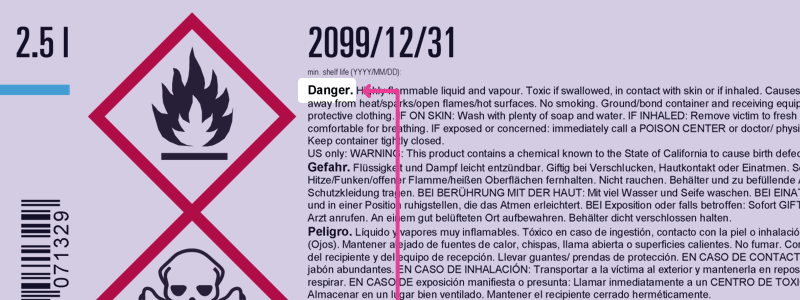 2.5 l
2099/12/31
min. shelf life (YYYY/MM/DD):
Danger. Highly flammable liquid and vapour. Toxic if swallowed, in contact with skin or if inhaled. Causes
away from heat/sparks/open flames/hot surfaces. No smoking. Ground/bond container and receiving equip
protective clothing. IF ON SKIN: Wash with plenty of soap and water. IF INHALED: Remove victim to fresh
comfortable for breathing. IF exposed or concerned: immediately call a POISON CENTER or doctor/ physi
Keep container tightly closed.
US only: WARNING: This product contains a chemical known to the State of California to cause birth defec
Gefahr. Flüssigkeit und Dampf leicht entzündbar. Giftig bei Verschlucken, Hautkontakt oder Einatmen. S
Hitze/Funken/offener Flamme/heißen Oberflächen fernhalten. Nicht rauchen. Behälter und zu befüllende
Schutzkleidung tragen. BEI BERÜHRUNG MIT DER HAUT: Mit viel Wasser und Seife waschen. BEI EINAT
und in einer Position ruhigstellen, die das Atmen erleichtert. BEI Exposition oder falls betroffen: Sofort GIFT
Arzt anrufen. An einem gut belüfteten Ort aufbewahren. Behälter dicht verschlossen halten.
Peligro. Líquido y vapores muy inflamables. Tóxico en caso de ingestión, contacto con la piel o inhalació
(Ojos). Mantener alejado de fuentes de calor, chispas, llama abierta o superficies calientes. No fumar. Con
del recipiente y del equipo de recepción. Llevar guantes/ prendas de protección. EN CASO DE CONTACT
jabón abundantes. EN CASO DE INHALACIÓN: Transportar a la víctima al exterior y mantenerla en repos
respirar. EN CASO DE exposición manifiesta o presunta: Llamar inmediatamente a un CENTRO DE TOX
Almacenar en un lugar bien ventilado. Mantener el recipiente cerrado herméticamente.
071329